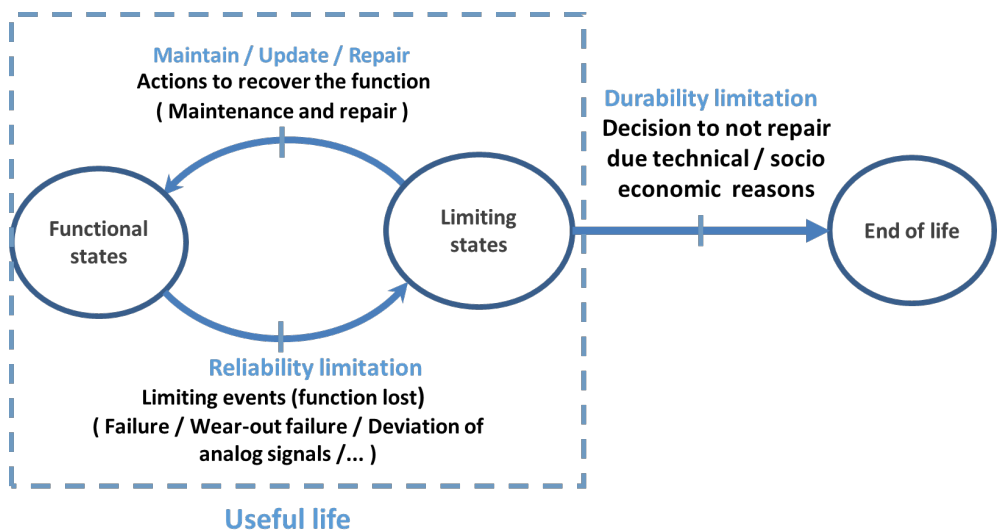 Maintain / Update / Repair
Actions to recover the function
( Maintenance and repair )
Durability limitation
Decision to not repair
due technical / socio
economic reasons
Functional
states
Limiting
states
End of life
Reliability limitation
Limiting events (function lost)
( Failure / Wear-out failure / Deviation of
analog signals /... )
Useful life